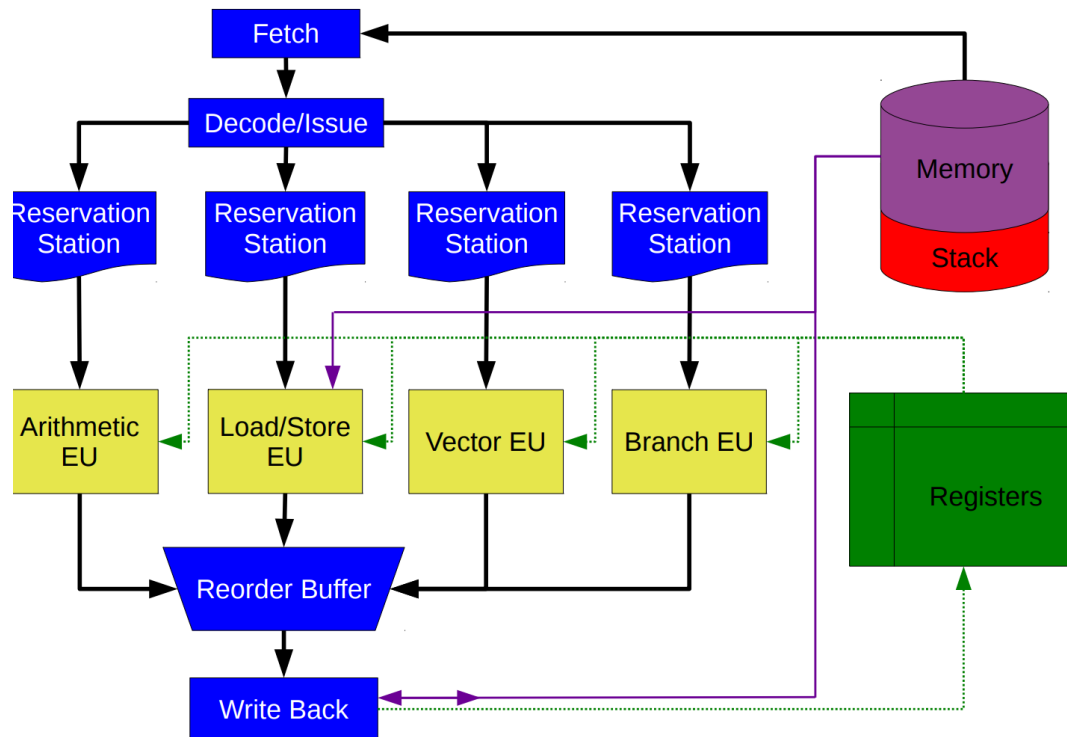 Fetch
Decode/Issue
Memory
Stack
Reservation
Station
Reservation
Station
Reservation
Station
Reservation
Station
Arithmetic
EU
Load/Store
EU
Vector EU
Branch EU
Registers
Reorder Buffer
Write Back